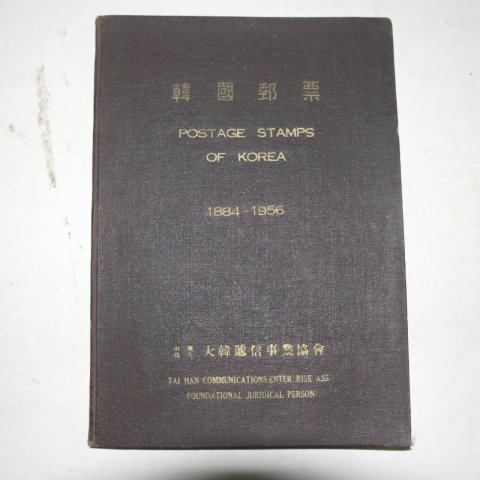 韓國郵票
POSTAGE STAMPS
OF KOREA
1884-1956
大韓遞信事業協會
TAI HAN COMMUNICATIONS ENTER RISE ASS
FOUNDATIONAL JURIDICAL PERSON